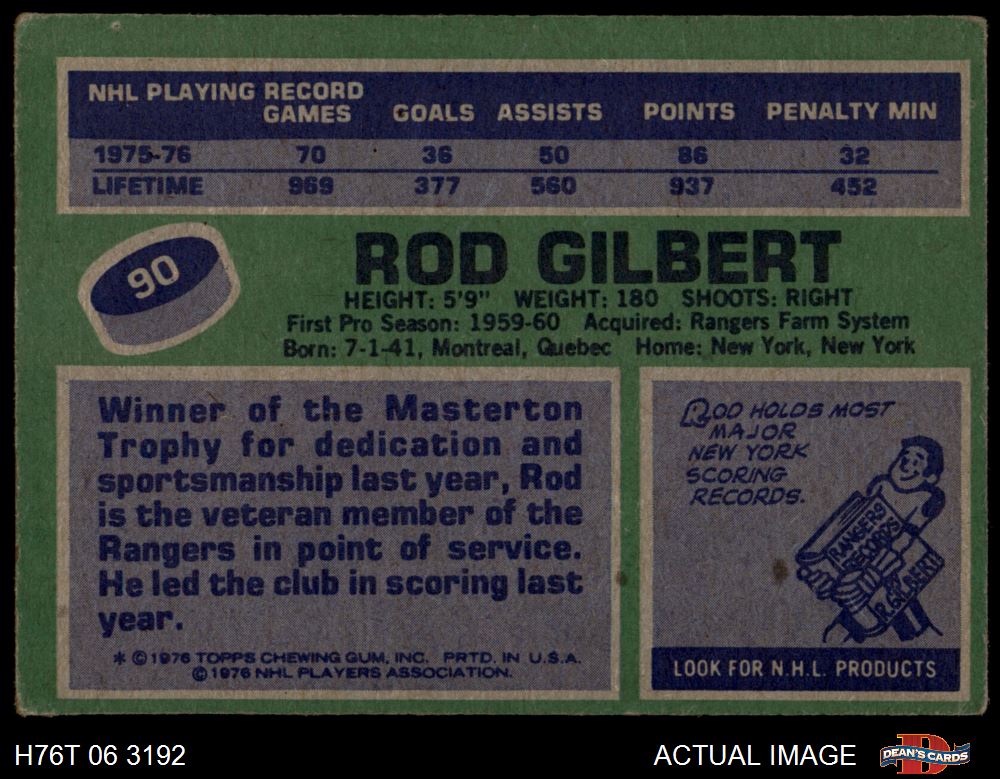 NHL PLAYING RECORD
GAMES GOALS ASSISTS POINTS PENALTY MIN
1975-76 70 36 50 86 32
LIFETIME 969 377 560 937 452
90
ROD GILBERT
HEIGHT: 5'9" WEIGHT: 180 SHOOTS: RIGHT
First Pro Season: 1959-60 Acquired: Rangers Farm System
Born: 7-1-41, Montreal, Quebec Home: New York, New York
Winner of the Masterton
Trophy for dedication and
sportsmanship last year, Rod
is the veteran member of the
Rangers in point of service.
He led the club in scoring last
year.
* © 1976 TOPPS CHEWING GUM, INC. PRTD. IN U.S.A.
© 1976 NHL PLAYERS ASSOCIATION.
ROD HOLDS MOST
MAJOR
NEW YORK
SCORING
RECORDS.
RANGERS
RECORDS
R. GILBERT
LOOK FOR N.H.L. PRODUCTS
H76T 06 3192
ACTUAL IMAGE
DEAN'S CARDS